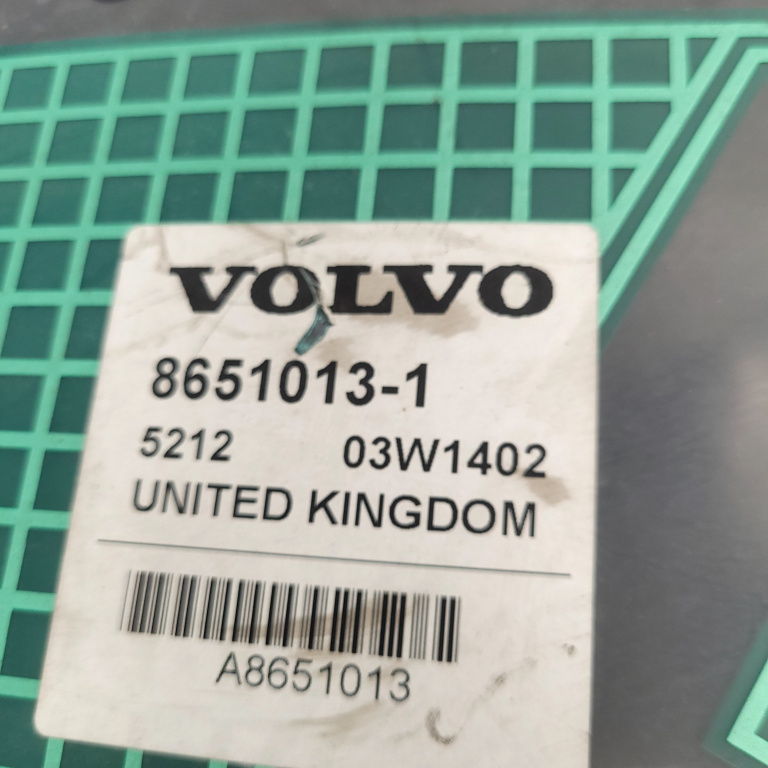 VOLVO
8651013-1
5212 03W1402
UNITED KINGDOM
A8651013